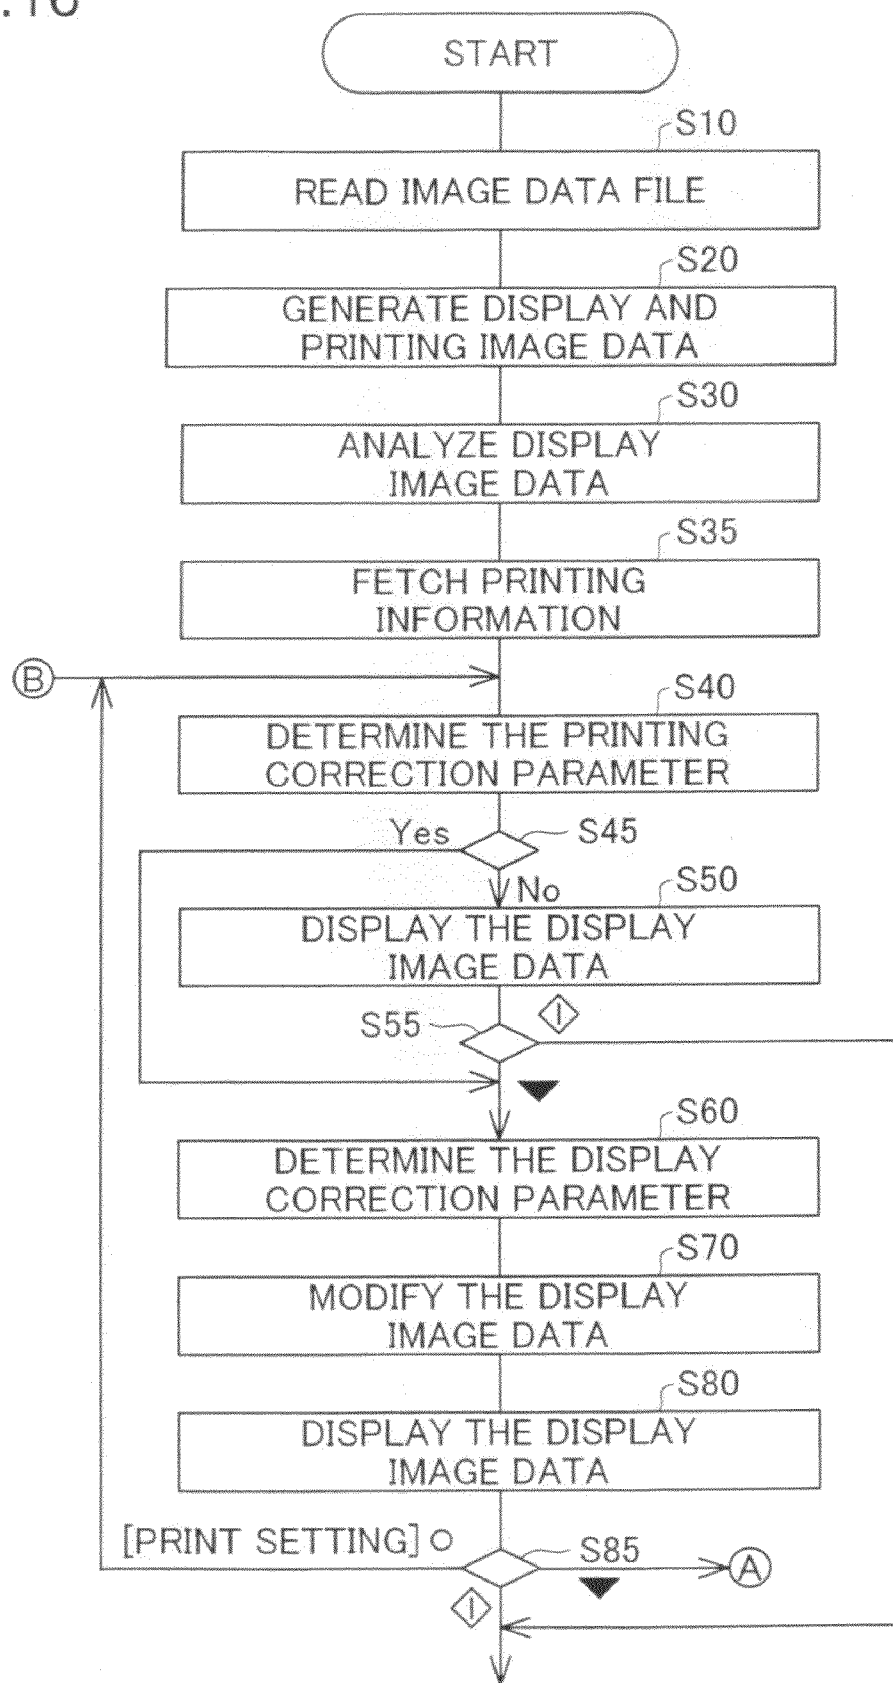 .16
START
S10
READ IMAGE DATA FILE
S20
GENERATE DISPLAY AND
PRINTING IMAGE DATA
S30
ANALYZE DISPLAY
IMAGE DATA
S35
FETCH PRINTING
INFORMATION
B
S40
DETERMINE THE PRINTING
CORRECTION PARAMETER
Yes
S45
No
S50
DISPLAY THE DISPLAY
IMAGE DATA
S55
I
S60
DETERMINE THE DISPLAY
CORRECTION PARAMETER
S70
MODIFY THE DISPLAY
IMAGE DATA
S80
DISPLAY THE DISPLAY
IMAGE DATA
[PRINT SETTING]
S85
A
I